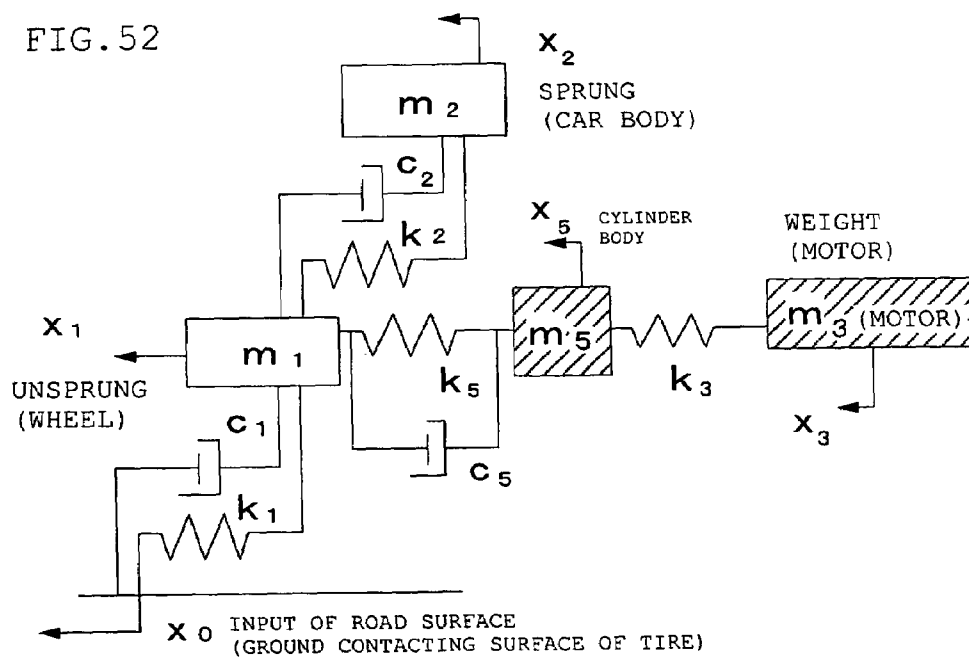 FIG.52
x2
SPRUNG
(CAR BODY)
m2
c2
k2
x5
CYLINDER
BODY
WEIGHT
(MOTOR)
x1
m1
m5
m3 (MOTOR)
UNSPRUNG
(WHEEL)
k5
k3
x3
c1
c5
k1
x0 INPUT OF ROAD SURFACE
(GROUND CONTACTING SURFACE OF TIRE)